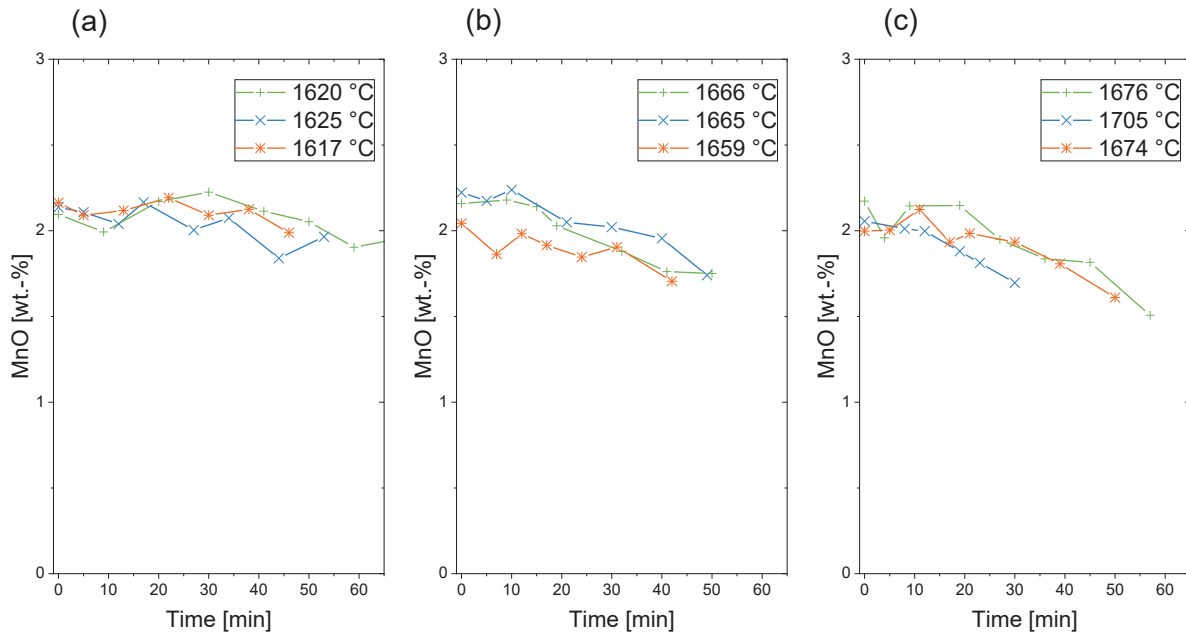 (a)
3
2
1
0
MnO [wt.-%]
1620 °C
1625 °C
1617 °C
0 10 20 30 40 50 60
Time [min]
(b)
3
2
1
0
MnO [wt.-%]
1666 °C
1665 °C
1659 °C
0 10 20 30 40 50 60
Time [min]
(c)
3
2
1
0
MnO [wt.-%]
1676 °C
1705 °C
1674 °C
0 10 20 30 40 50 60
Time [min]